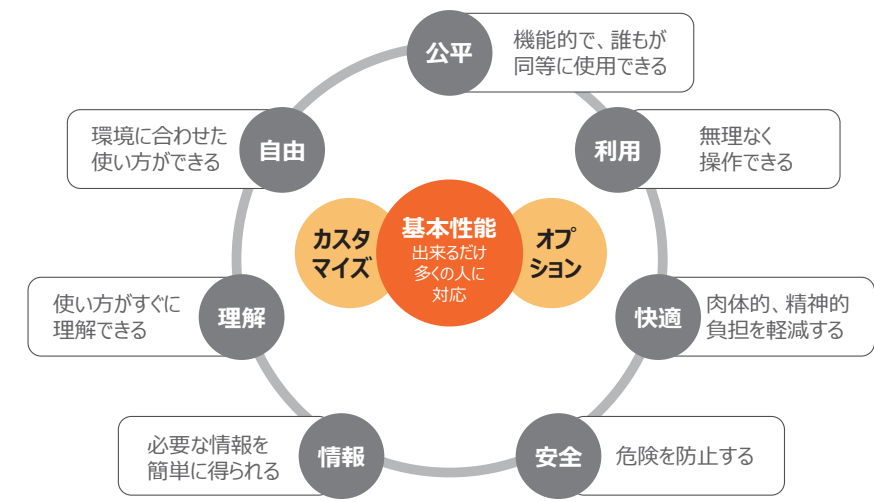 公平
機能的で、誰もが
同等に使用できる
環境に合わせた
使い方ができる
自由
利用
無理なく
操作できる
カスタ
マイズ
基本性能
出来るだけ
多くの人に
対応
オプ
ション
使い方がすぐに
理解できる
理解
快適
肉体的、精神的
負担を軽減する
必要な情報を
簡単に得られる
情報
安全
危険を防止する